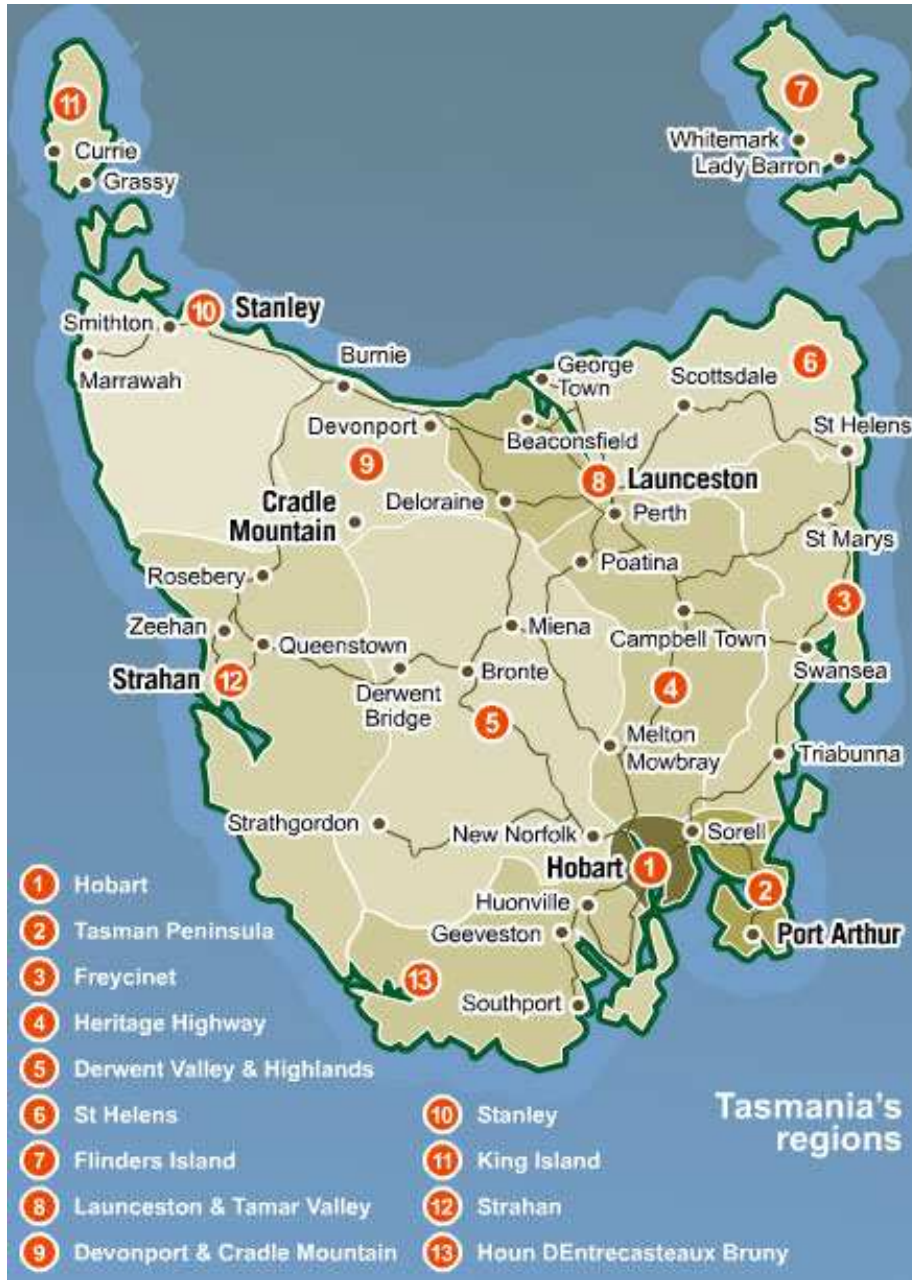 11
7
Currie
Grassy
Whitemark
Lady Barron
10 Stanley
Smithton
Marrawah
Burnie
George
Town
Scottsdale
6
Devonport
Beaconsfield
St Helens
9
8 Launceston
Cradle
Mountain
Deloraine
Perth
St Marys
Rosebery
Poatina
3
Zeehan
Queenstown
Miena
Campbell Town
Strahan 12
Derwent
Bridge
Bronte
4
Swansea
5
Melton
Mowbray
Triabunna
Strathgordon
New Norfolk
Sorell
Hobart 1
Huonville
2
Geeveston
Port Arthur
13
Southport
1 Hobart
2 Tasman Peninsula
3 Freycinet
4 Heritage Highway
5 Derwent Valley & Highlands
6 St Helens
7 Flinders Island
8 Launceston & Tamar Valley
9 Devonport & Cradle Mountain
10 Stanley
11 King Island
12 Strahan
13 Houn DEntrecasteaux Bruny
Tasmania's
regions